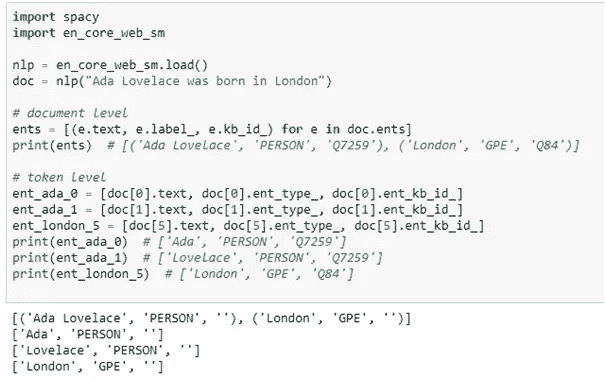 import spacy
import en_core_web_sm
nlp = en_core_web_sm.load()
doc = nlp("Ada Lovelace was born in London")
# document level
ents = [(e.text, e.label_, e.kb_id_) for e in doc.ents]
print(ents)  # [('Ada Lovelace', 'PERSON', 'Q7259'), ('London', 'GPE', 'Q84')]
# token level
ent_ada_0 = [doc[0].text, doc[0].ent_type_, doc[0].ent_kb_id_]
ent_ada_1 = [doc[1].text, doc[1].ent_type_, doc[1].ent_kb_id_]
ent_london_5 = [doc[5].text, doc[5].ent_type_, doc[5].ent_kb_id_]
print(ent_ada_0)  # ['Ada', 'PERSON', 'Q7259']
print(ent_ada_1)  # ['Lovelace', 'PERSON', 'Q7259']
print(ent_london_5)  # ['London', 'GPE', 'Q84']
[('Ada Lovelace', 'PERSON', ''), ('London', 'GPE', '')]
['Ada', 'PERSON', '']
['Lovelace', 'PERSON', '']
['London', 'GPE', '']